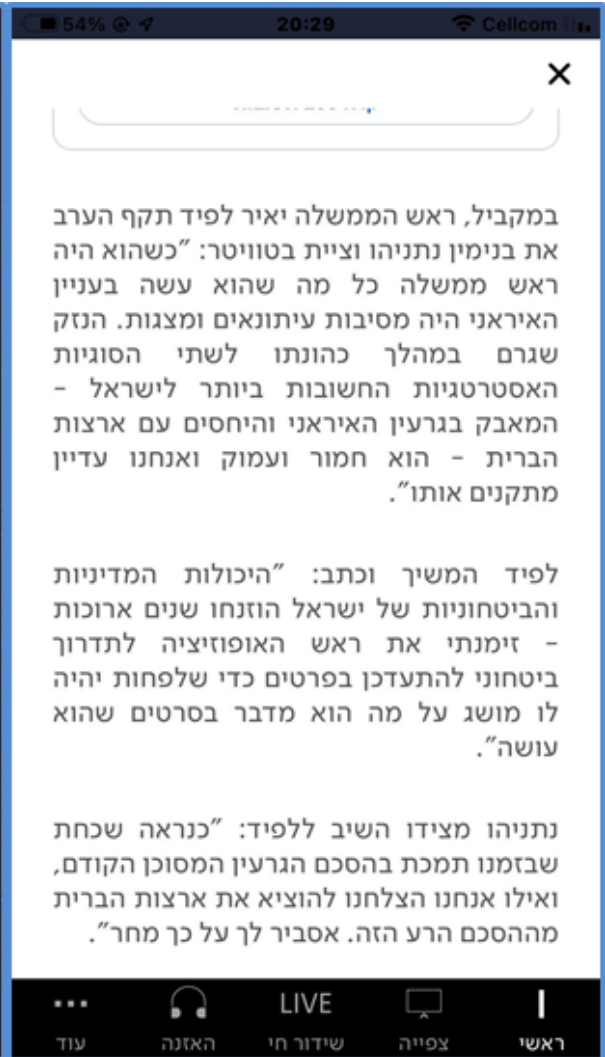 54%
20:29
Cellcom
×
במקביל, ראש הממשלה יאיר לפיד תקף הערב
את בנימין נתניהו וצייץ בטוויטר: "כשהוא היה
ראש ממשלה כל מה שהוא עשה בעניין
האיראני היה מסיבות עיתונאים ומצגות. הנזק
שגרם במהלך כהונתו לשתי הסוגיות
האסטרטגיות החשובות ביותר לישראל –
המאבק בגרעין האיראני והיחסים עם ארצות
הברית – הוא חמור ועמוק ואנחנו עדיין
מתקנים אותו".
לפיד המשיך וכתב: "היכולות המדיניות
והביטחוניות של ישראל הוזנחו שנים ארוכות
– זימנתי את ראש האופוזיציה לתדרוך
ביטחוני להתעדכן בפרטים כדי שלפחות יהיה
לו מושג על מה הוא מדבר בסרטים שהוא
עושה".
נתניהו מצידו השיב ללפיד: "כנראה שכחת
שבזמנו תמכת בהסכם הגרעין המסוכן הקודם,
ואילו אנחנו הצלחנו להוציא את ארצות הברית
מההסכם הרע הזה. אסביר לך על כך מחר".
ראשי
צפייה
LIVE
שידור חי
האזנה
עוד